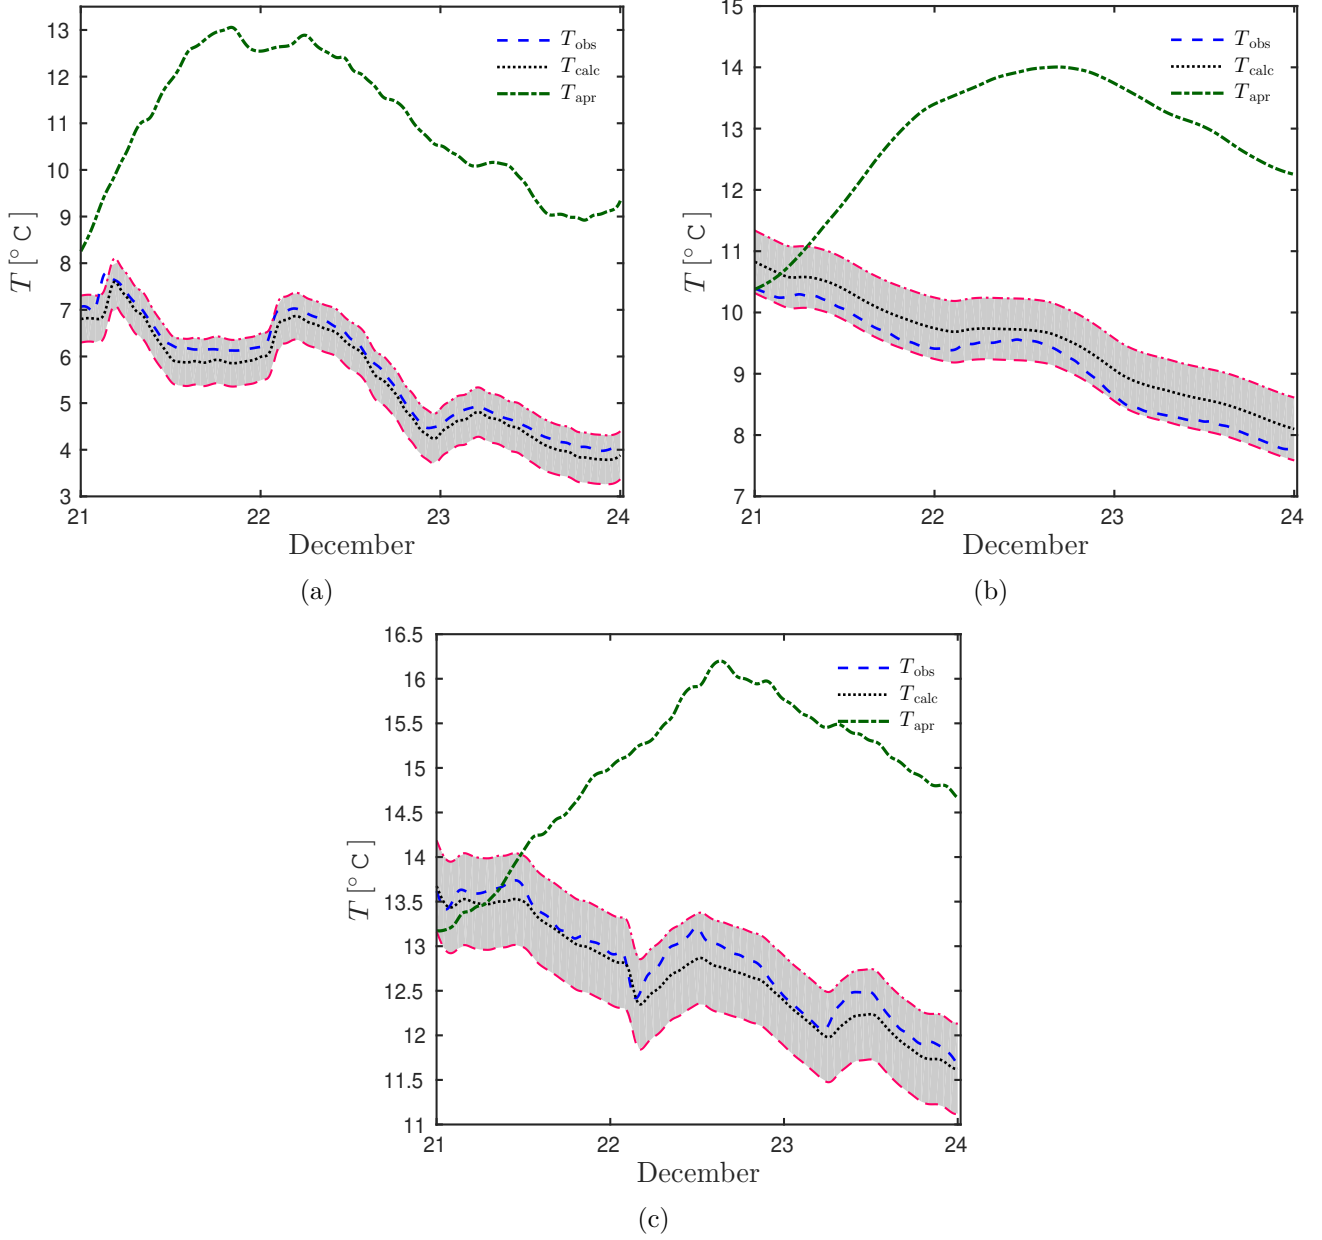 13
12
11
10
9
8
7
6
5
4
3
T [° C]
21
22
23
24
December
T_obs
T_calc
T_apr
(a)
15
14
13
12
11
10
9
8
7
T [° C]
21
22
23
24
December
T_obs
T_calc
T_apr
(b)
16.5
16
15.5
15
14.5
14
13.5
13
12.5
12
11.5
11
T [° C]
21
22
23
24
December
T_obs
T_calc
T_apr
(c)